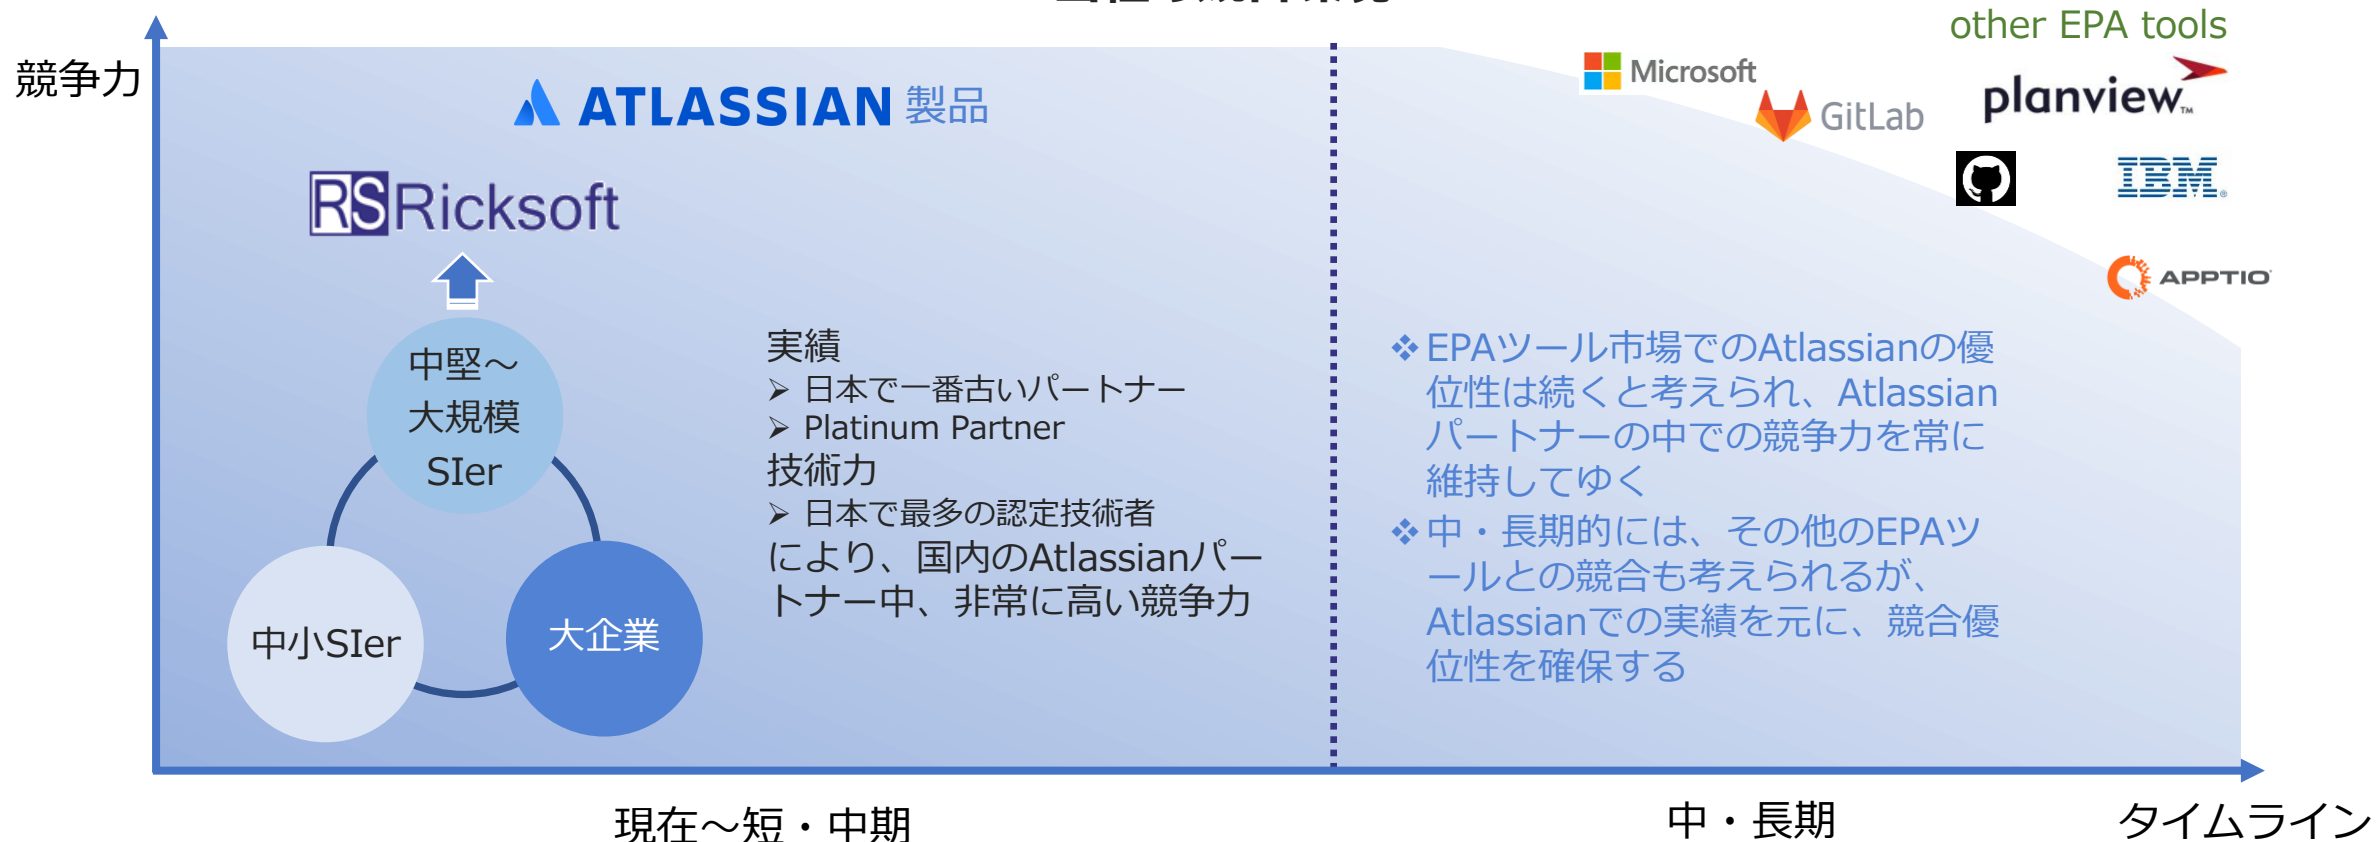 other EPA tools
競争力
ATLASSIAN 製品
Microsoft
GitLab
planview™
IBM®
APPTIO
RS Ricksoft
中堅～
大規模
SIer
中小SIer
大企業
実績
➢ 日本で一番古いパートナー
➢ Platinum Partner
技術力
➢ 日本で最多の認定技術者
により、国内のAtlassianパー
トナー中、非常に高い競争力
❖ EPAツール市場でのAtlassianの優
位性は続くと考えられ、Atlassian
パートナーの中での競争力を常に
維持してゆく
❖ 中・長期的には、その他のEPAツ
ールとの競合も考えられるが、
Atlassianでの実績を元に、競合優
位性を確保する
現在～短・中期
中・長期
タイムライン